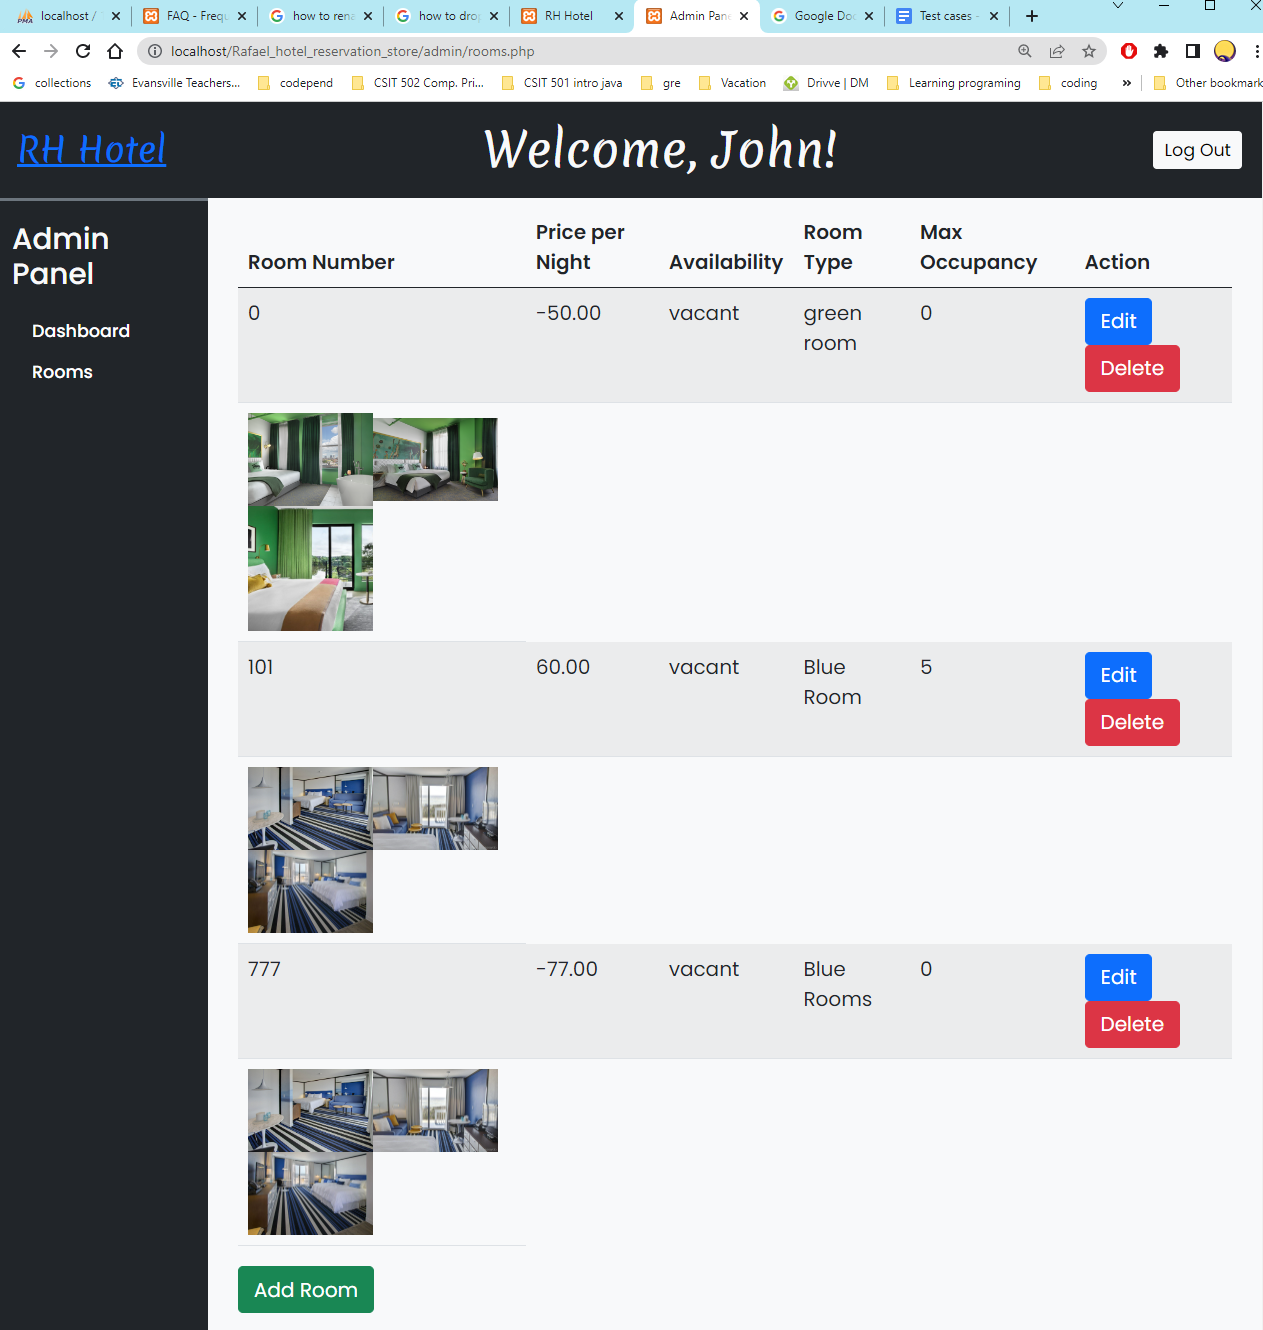 localhost /
FAQ - Frequ
how to rena
how to drop
RH Hotel
Admin Pane
Google Doc
Test cases -
localhost/Rafael_hotel_reservation_store/admin/rooms.php
collections
Evansville Teachers...
codepend
CSIT 502 Comp. Pri...
CSIT 501 intro java
gre
Vacation
Drivve | DM
Learning programing
coding
»
Other bookmark
RH Hotel
Welcome, John!
Log Out
Admin
Panel
Dashboard
Rooms
Room Number
Price per
Night
Availability
Room
Type
Max
Occupancy
Action
0
-50.00
vacant
green
room
0
Edit
Delete
101
60.00
vacant
Blue
Room
5
Edit
Delete
777
-77.00
vacant
Blue
Rooms
0
Edit
Delete
Add Room